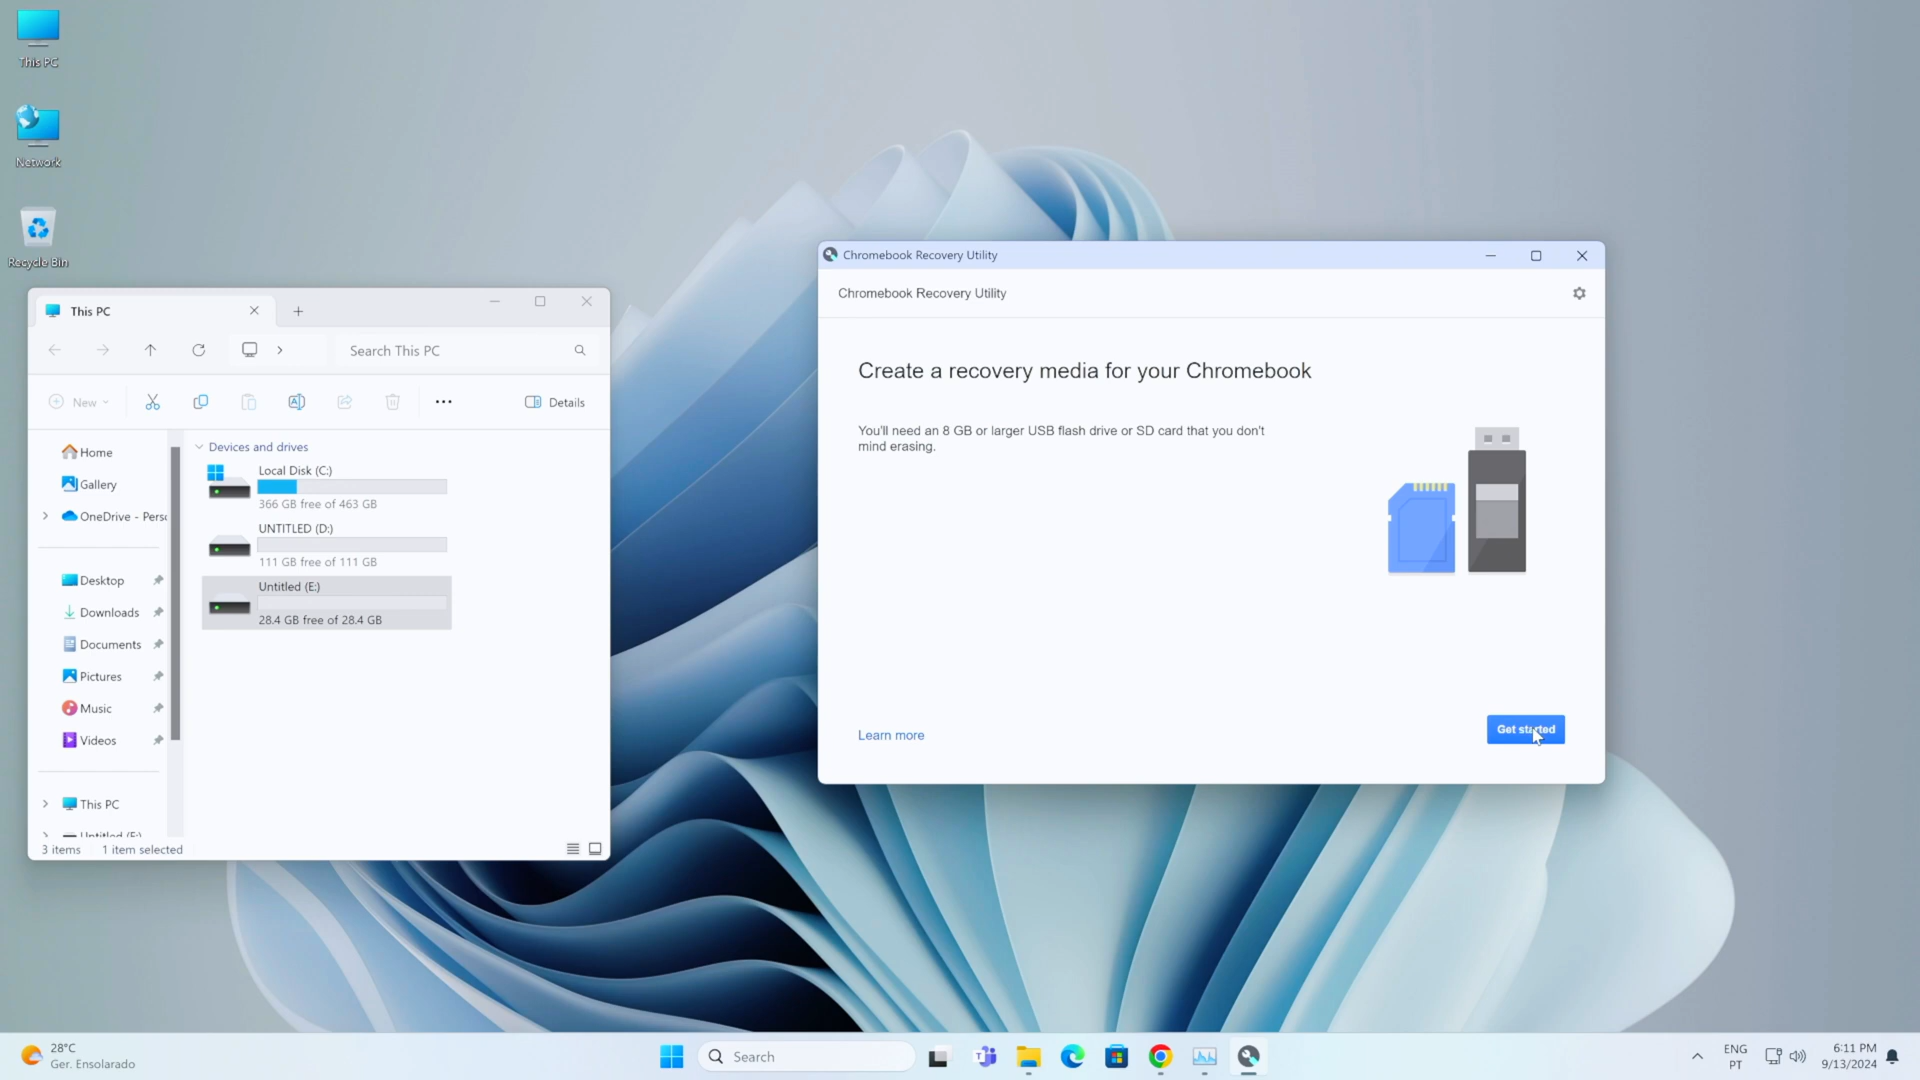 This PC
Network
Recycle Bin
This PC
Search This PC
New
Details
Home
Gallery
OneDrive - Perso
Desktop
Downloads
Documents
Pictures
Music
Videos
This PC
Untitled (E:)
Devices and drives
Local Disk (C:)
366 GB free of 463 GB
UNTITLED (D:)
111 GB free of 111 GB
Untitled (E:)
28.4 GB free of 28.4 GB
3 items
1 item selected
Chromebook Recovery Utility
Chromebook Recovery Utility
Create a recovery media for your Chromebook
You'll need an 8 GB or larger USB flash drive or SD card that you don't
mind erasing.
Learn more
Get started
28°C
Ger. Ensolarado
Search
ENG
PT
6:11 PM
9/13/2024